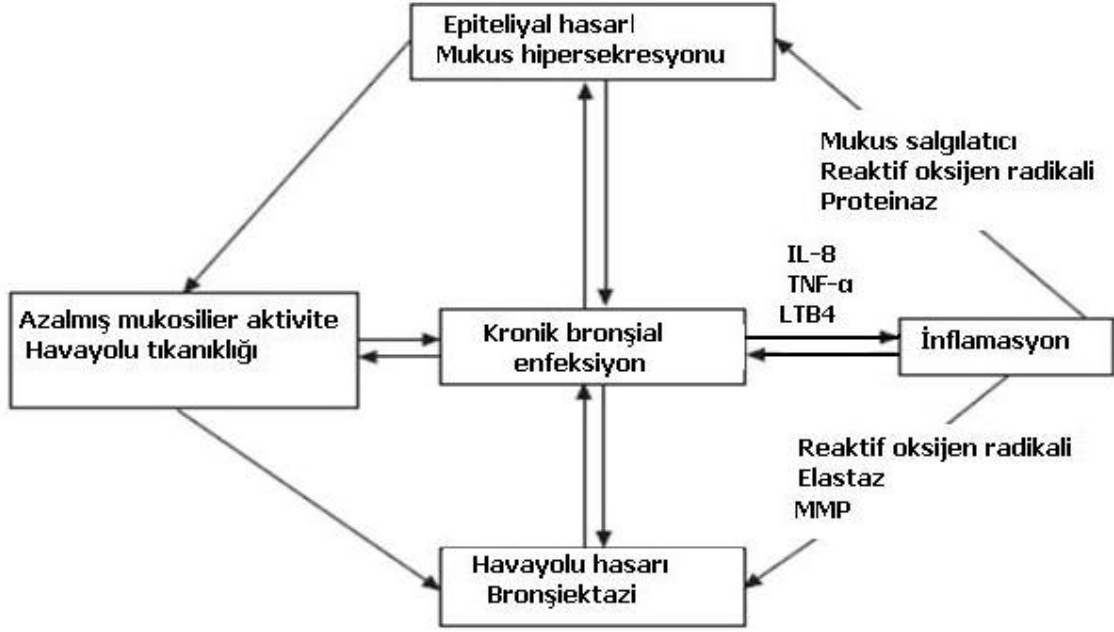 Epiteliyal hasarl
Mukus hipersekresyonu
Mukus salgılatıcı
Reaktif oksijen radikali
Proteinaz
IL-8
TNF-α
LTB4
Azalmış mukosilier aktivite
Havayolu tıkanıklığı
Kronik bronşial
enfeksiyon
İnflamasyon
Reaktif oksijen radikali
Elastaz
MMP
Havayolu hasarı
Bronşiektazi